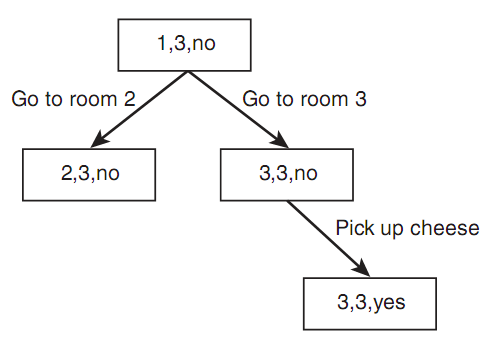 1,3,no
Go to room 2
Go to room 3
2,3,no
3,3,no
Pick up cheese
3,3,yes